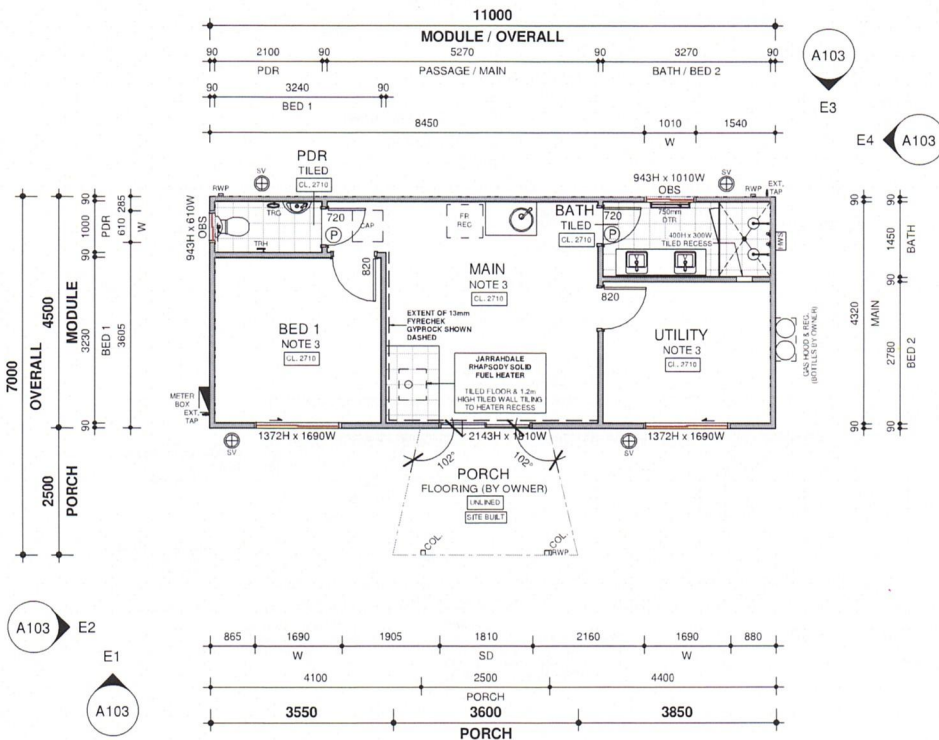 11000
MODULE / OVERALL
90 2100 90 5270 90 3270 90
PDR PASSAGE / MAIN BATH / BED 2
90 3240 90
BED 1
8450 1010 1540
W
A103
E3
E4 A103
PDR
TILED
CL. 2710
SV
RWP
943H x 1010W
OBS
SV
RWP
EXT.
TAP
943H x 610W
OBS
TRG
TRH
720
P
CAP
FR
REC
BATH
TILED
CL. 2710
720
P
750mm
400H x 300W
TILED RECESS
HWS
820
820
MAIN
NOTE 3
CL. 2710
BED 1
NOTE 3
CL. 2710
UTILITY
NOTE 3
CL. 2710
EXTENT OF 13mm
FYRECHEK
GYPROCK SHOWN
DASHED
JARRAHDALE
RHAPSODY SOLID
FUEL HEATER
TILED FLOOR & 1.2m
HIGH TILED WALL TILING
TO HEATER RECESS
GAS HOOD & REG.
(BOTTLES BY OWNER)
METER
BOX
EXT.
TAP
SV
1372H x 1690W
2143H x 1810W
1372H x 1690W
SV
102°
102°
PORCH
FLOORING (BY OWNER)
UNLINED
SITE BUILT
COL.
COL.
RWP
7000
OVERALL
4500
MODULE
2500
PORCH
90 1000 90 3230 90
PDR BED 1
285 610 3605
W
90 4320 90
MAIN
90 1450 90 2780 90
BATH BED 2
A103 E2
E1
A103
865 1690 1905 1810 2160 1690 880
W SD W
4100 2500 4400
PORCH
3550 3600 3850
PORCH